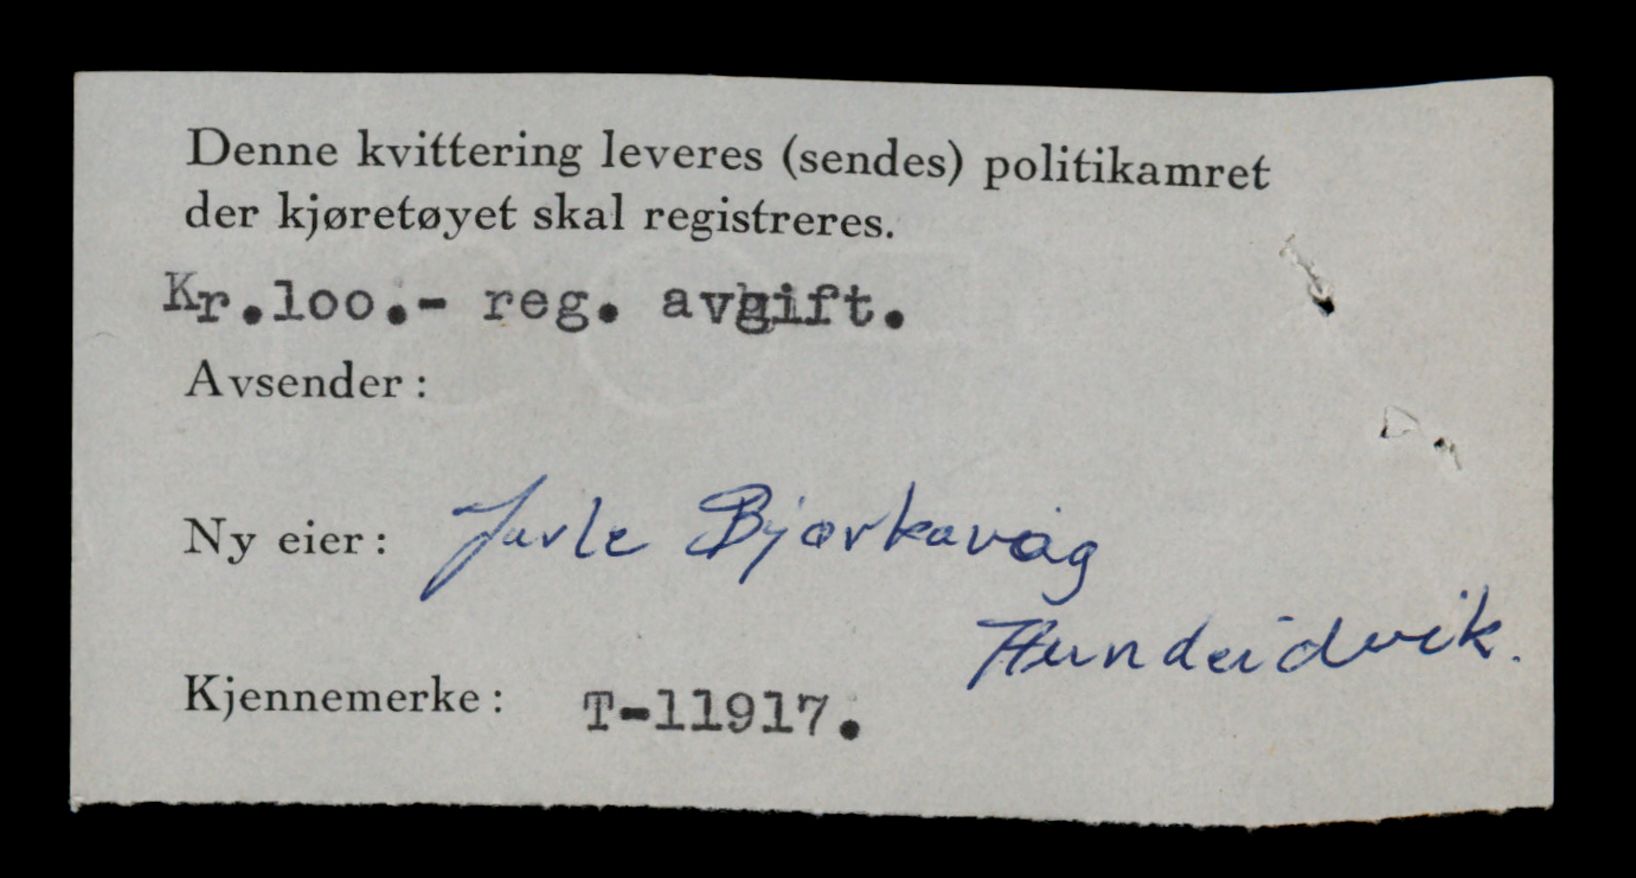 Denne kvittering leveres (sendes) politikamret
der kjøretøyet skal registreres.
Kr.loo.- reg. avgift.
Avsender:
Ny eier: Jarle Bjørkavåg
Hundeidvik.
Kjennemerke: T-11917.